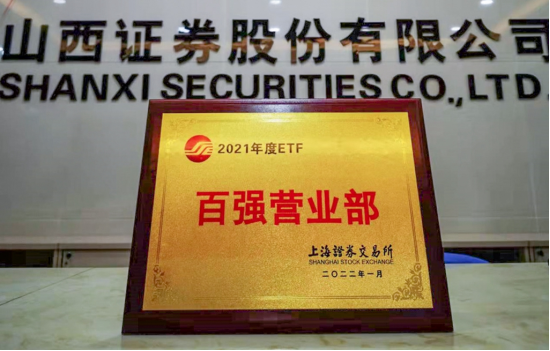 山西证券股份有限公司
SHANXI SECURITIES CO.,LTD.
2021年度ETF
百强营业部
上海證券交易所
SHANGHAI STOCK EXCHANGE
二〇二二年一月